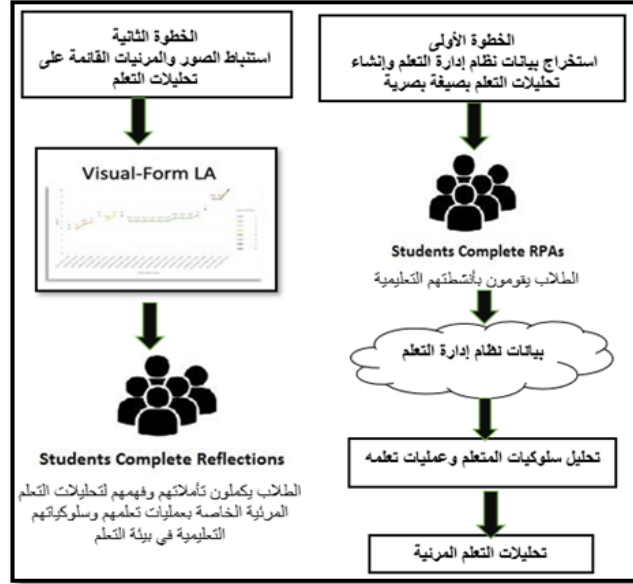 الخطوة الأولى
استخراج بيانات نظام إدارة التعلم وإنشاء
تحليلات التعلم بصيغة بصرية
Students Complete RPAs
الطلاب يقومون بأنشطتهم التعليمية
بيانات نظام إدارة التعلم
تحليل سلوكيات المتعلم وعمليات تعلمه
تحليلات التعلم المرئية
الخطوة الثانية
استنباط الصور والمرئيات القائمة على
تحليلات التعلم
Visual-Form LA
Students Complete Reflections
الطلاب يكملون تأملاتهم وفهمهم لتحليلات التعلم
المرئية الخاصة بعمليات تعلمهم وسلوكياتهم
التعليمية في بيئة التعلم